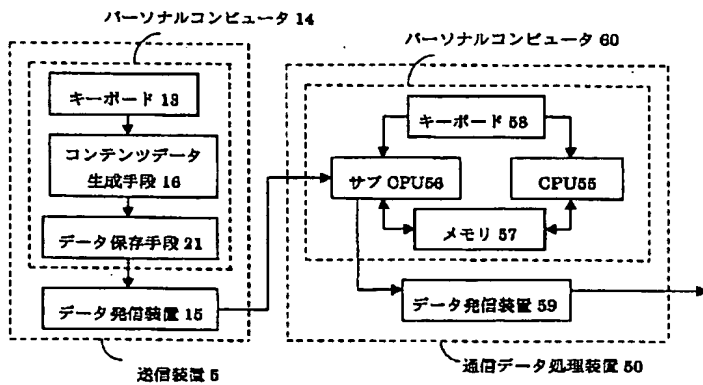 パーソナルコンピュータ 14
パーソナルコンピュータ 60
キーボード 13
コンテンツデータ
生成手段 16
データ保存手段 21
データ発信装置 15
送信装置 5
キーボード 58
サブ CPU56
CPU55
メモリ 57
データ発信装置 59
通信データ処理装置 50